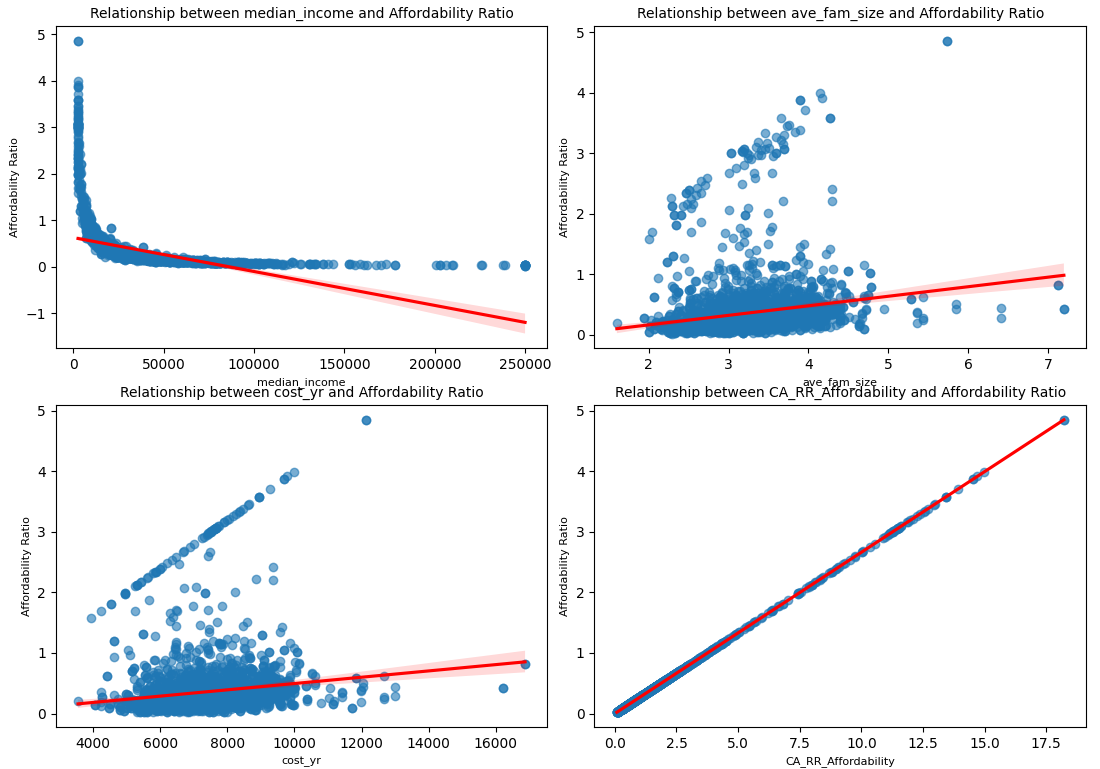 Relationship between median_income and Affordability Ratio
Affordability Ratio
5
4
3
2
1
0
−1
0 50000 100000 150000 200000 250000
median_income
Relationship between ave_fam_size and Affordability Ratio
Affordability Ratio
5
4
3
2
1
0
2 3 4 5 6 7
ave_fam_size
Relationship between cost_yr and Affordability Ratio
Affordability Ratio
5
4
3
2
1
0
4000 6000 8000 10000 12000 14000 16000
cost_yr
Relationship between CA_RR_Affordability and Affordability Ratio
Affordability Ratio
5
4
3
2
1
0
0.0 2.5 5.0 7.5 10.0 12.5 15.0 17.5
CA_RR_Affordability